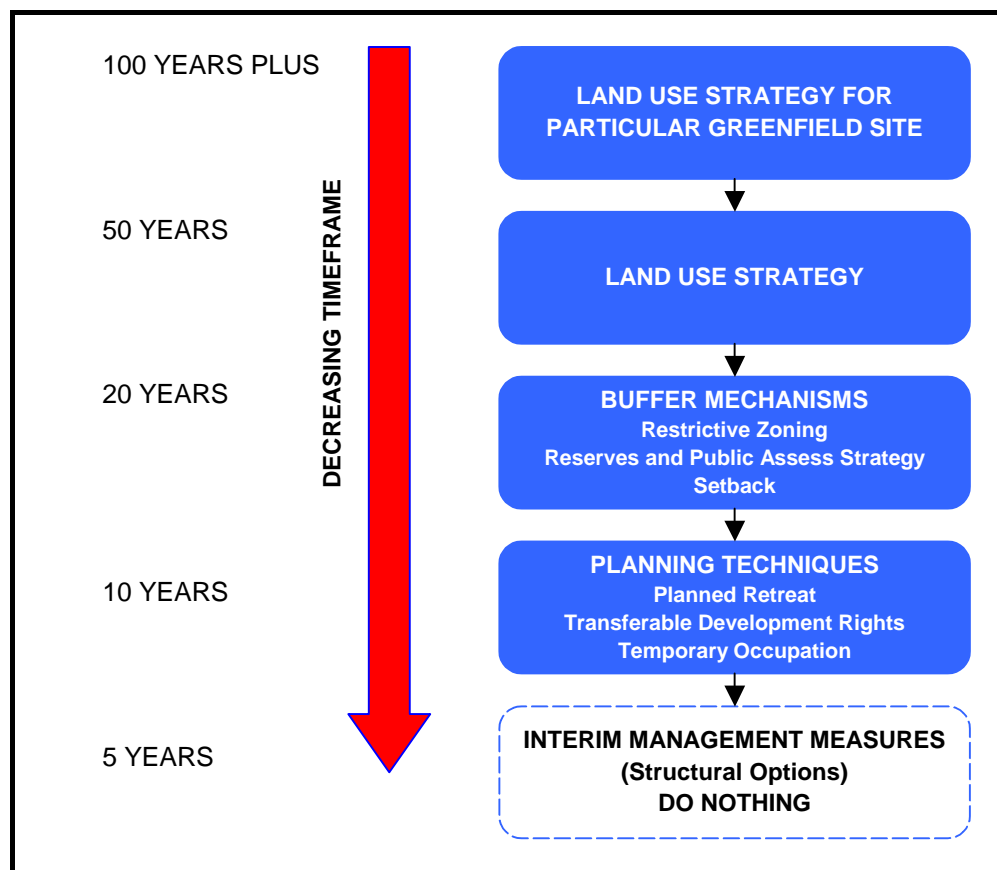 100 YEARS PLUS
50 YEARS
20 YEARS
10 YEARS
5 YEARS
DECREASING TIMEFRAME
LAND USE STRATEGY FOR
PARTICULAR GREENFIELD SITE
LAND USE STRATEGY
BUFFER MECHANISMS
Restrictive Zoning
Reserves and Public Assess Strategy
Setback
PLANNING TECHNIQUES
Planned Retreat
Transferable Development Rights
Temporary Occupation
INTERIM MANAGEMENT MEASURES
(Structural Options)
DO NOTHING